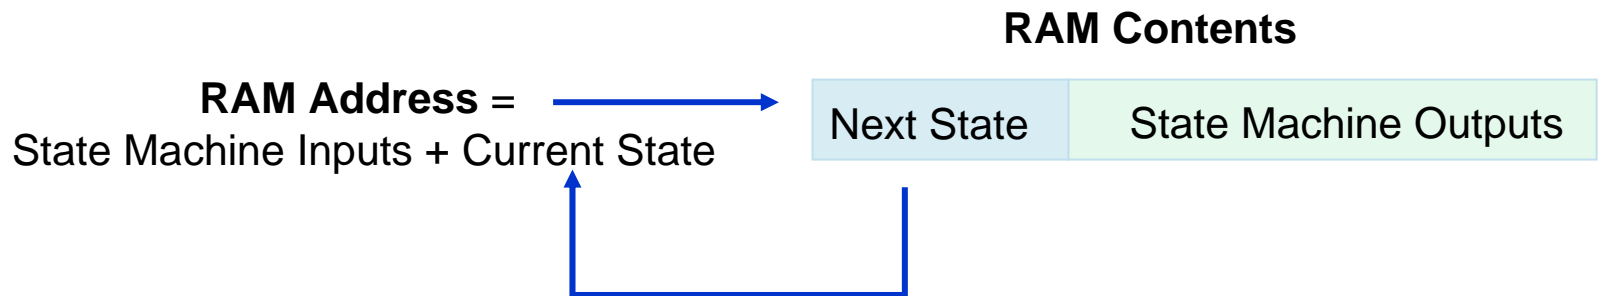 RAM Contents
RAM Address =
State Machine Inputs + Current State
Next State
State Machine Outputs